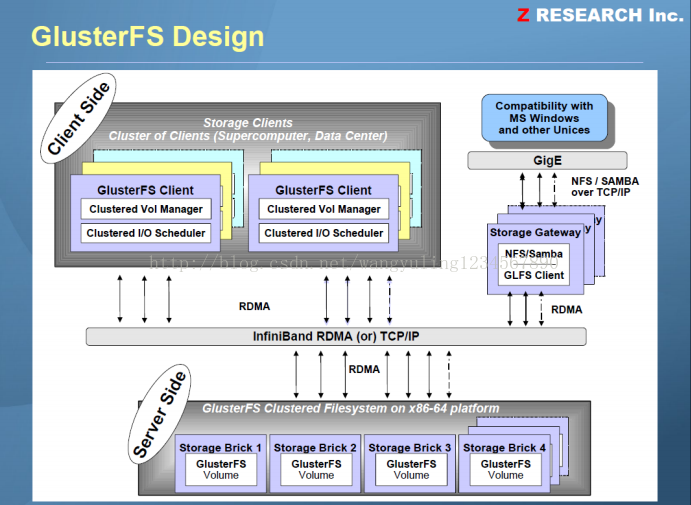 Z RESEARCH Inc.
GlusterFS Design
Client Side
Storage Clients
Cluster of Clients (Supercomputer, Data Center)
GlusterFS Client
Clustered Vol Manager
Clustered I/O Scheduler
GlusterFS Client
Clustered Vol Manager
Clustered I/O Scheduler
Compatibility with
MS Windows
and other Unices
GigE
NFS / SAMBA
over TCP/IP
y
y
Storage Gateway
NFS/Samba
GLFS Client
http://blog.csdn.net/wangyuling1234567890
RDMA
RDMA
InfiniBand RDMA (or) TCP/IP
RDMA
Server Side
GlusterFS Clustered Filesystem on x86-64 platform
Storage Brick 1
GlusterFS
Volume
Storage Brick 2
GlusterFS
Volume
Storage Brick 3
GlusterFS
Volume
Storage Brick 4
GlusterFS
Volume